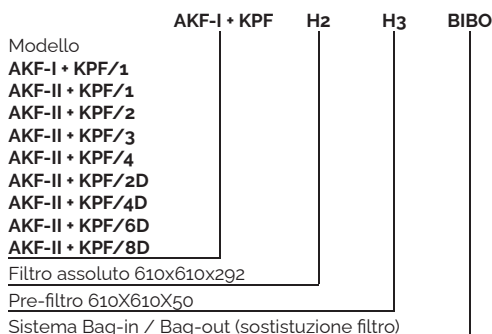 AKF-I + KPF H2 H3 BIBO
Modello
AKF-I + KPF/1
AKF-II + KPF/1
AKF-II + KPF/2
AKF-II + KPF/3
AKF-II + KPF/4
AKF-II + KPF/2D
AKF-II + KPF/4D
AKF-II + KPF/6D
AKF-II + KPF/8D
Filtro assoluto 610x610x292
Pre-filtro 610X610X50
Sistema Bag-in / Bag-out (sostistuzione filtro)